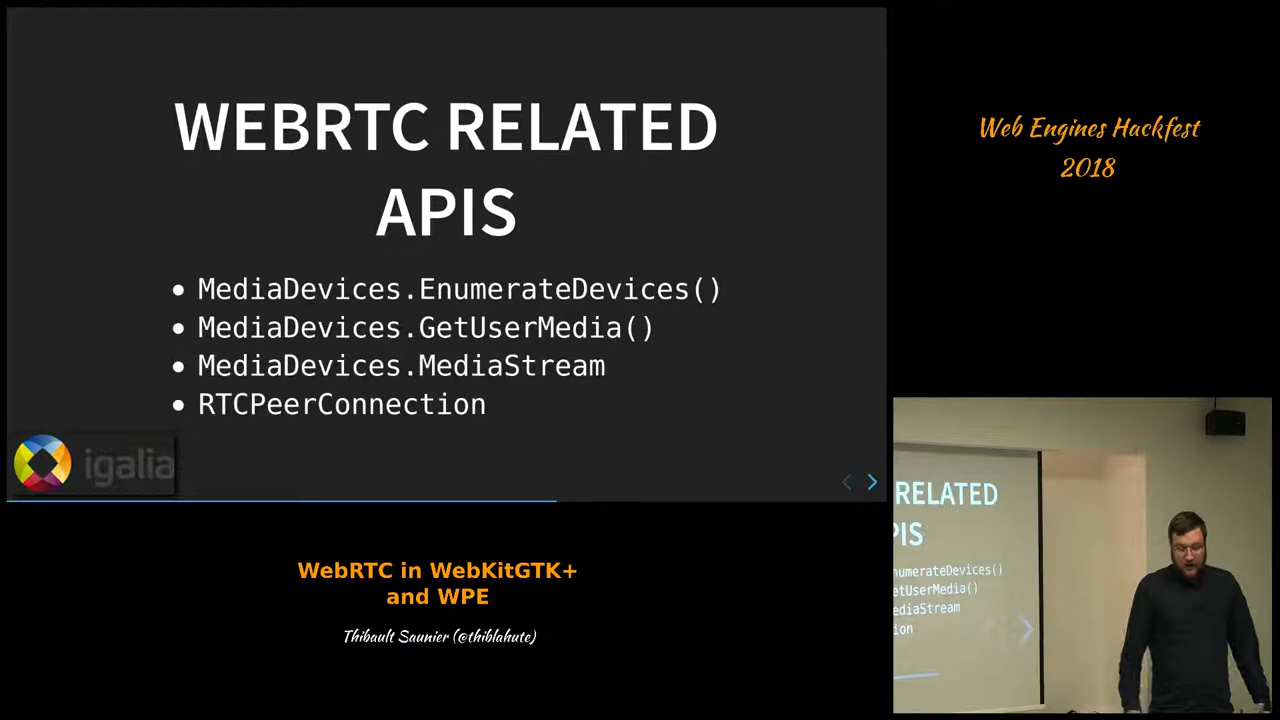 WEBRTC RELATED
APIS
MediaDevices.EnumerateDevices()
MediaDevices.GetUserMedia()
MediaDevices.MediaStream
RTCPeerConnection
igalia
WebRTC in WebKitGTK+
and WPE
Thibault Saunier (@thiblahute)
Web Engines Hackfest
2018
RELATED
PIS
numerateDevices()
etUserMedia()
ediaStream
ion